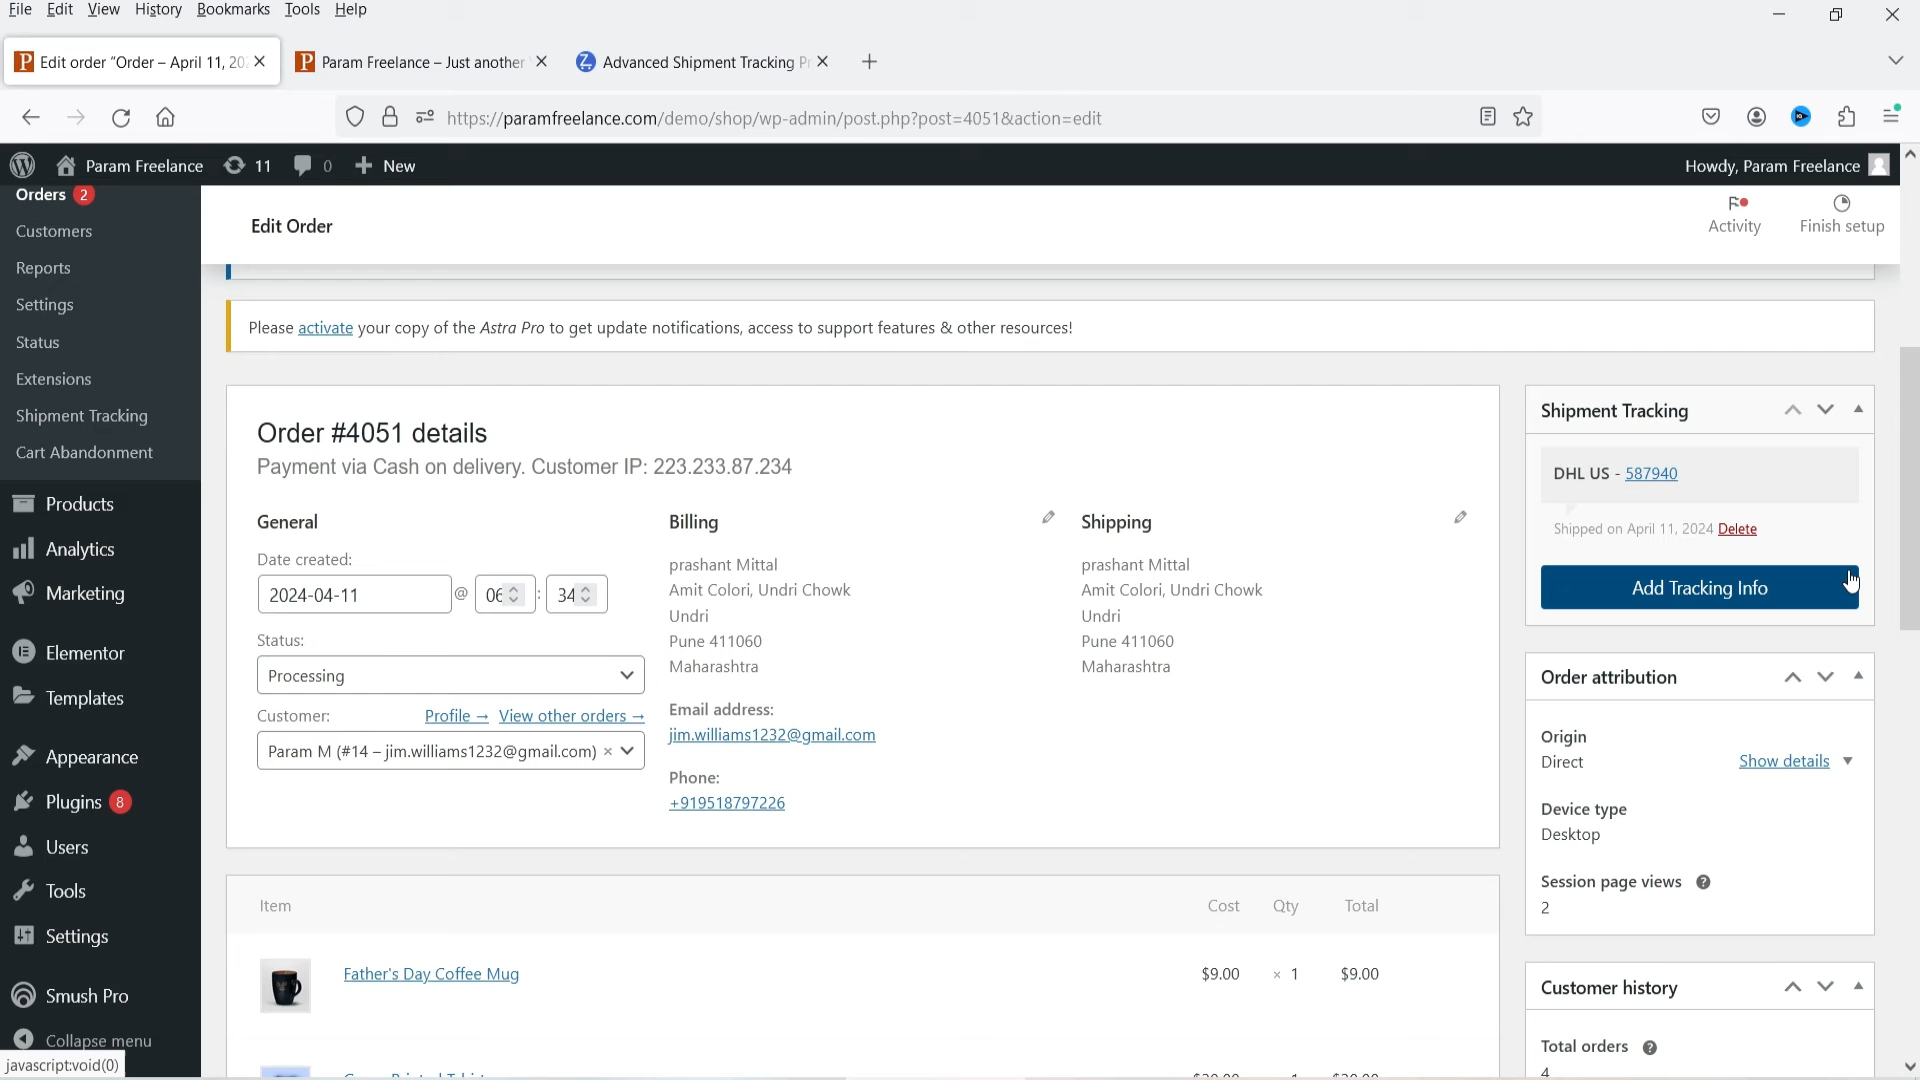 File Edit View History Bookmarks Tools Help
Edit order “Order – April 11, 202
Param Freelance – Just another
Advanced Shipment Tracking Pr
https://paramfreelance.com/demo/shop/wp-admin/post.php?post=4051&action=edit
Param Freelance 11 0 + New
Howdy, Param Freelance
Orders 2
Customers
Reports
Settings
Status
Extensions
Shipment Tracking
Cart Abandonment
Products
Analytics
Marketing
Elementor
Templates
Appearance
Plugins 8
Users
Tools
Settings
Smush Pro
Collapse menu
javascript:void(0)
Edit Order
Activity
Finish setup
Please activate your copy of the Astra Pro to get update notifications, access to support features & other resources!
Order #4051 details
Payment via Cash on delivery. Customer IP: 223.233.87.234
General
Date created:
2024-04-11 @ 06 : 34
Status:
Processing
Customer: Profile → View other orders →
Param M (#14 – jim.williams1232@gmail.com) ×
Billing
prashant Mittal
Amit Colori, Undri Chowk
Undri
Pune 411060
Maharashtra
Email address:
jim.williams1232@gmail.com
Phone:
+919518797226
Shipping
prashant Mittal
Amit Colori, Undri Chowk
Undri
Pune 411060
Maharashtra
Item Cost Qty Total
Father's Day Coffee Mug $9.00 × 1 $9.00
Shipment Tracking
DHL US - 587940
Shipped on April 11, 2024 Delete
Add Tracking Info
Order attribution
Origin
Direct
Show details
Device type
Desktop
Session page views
2
Customer history
Total orders
4